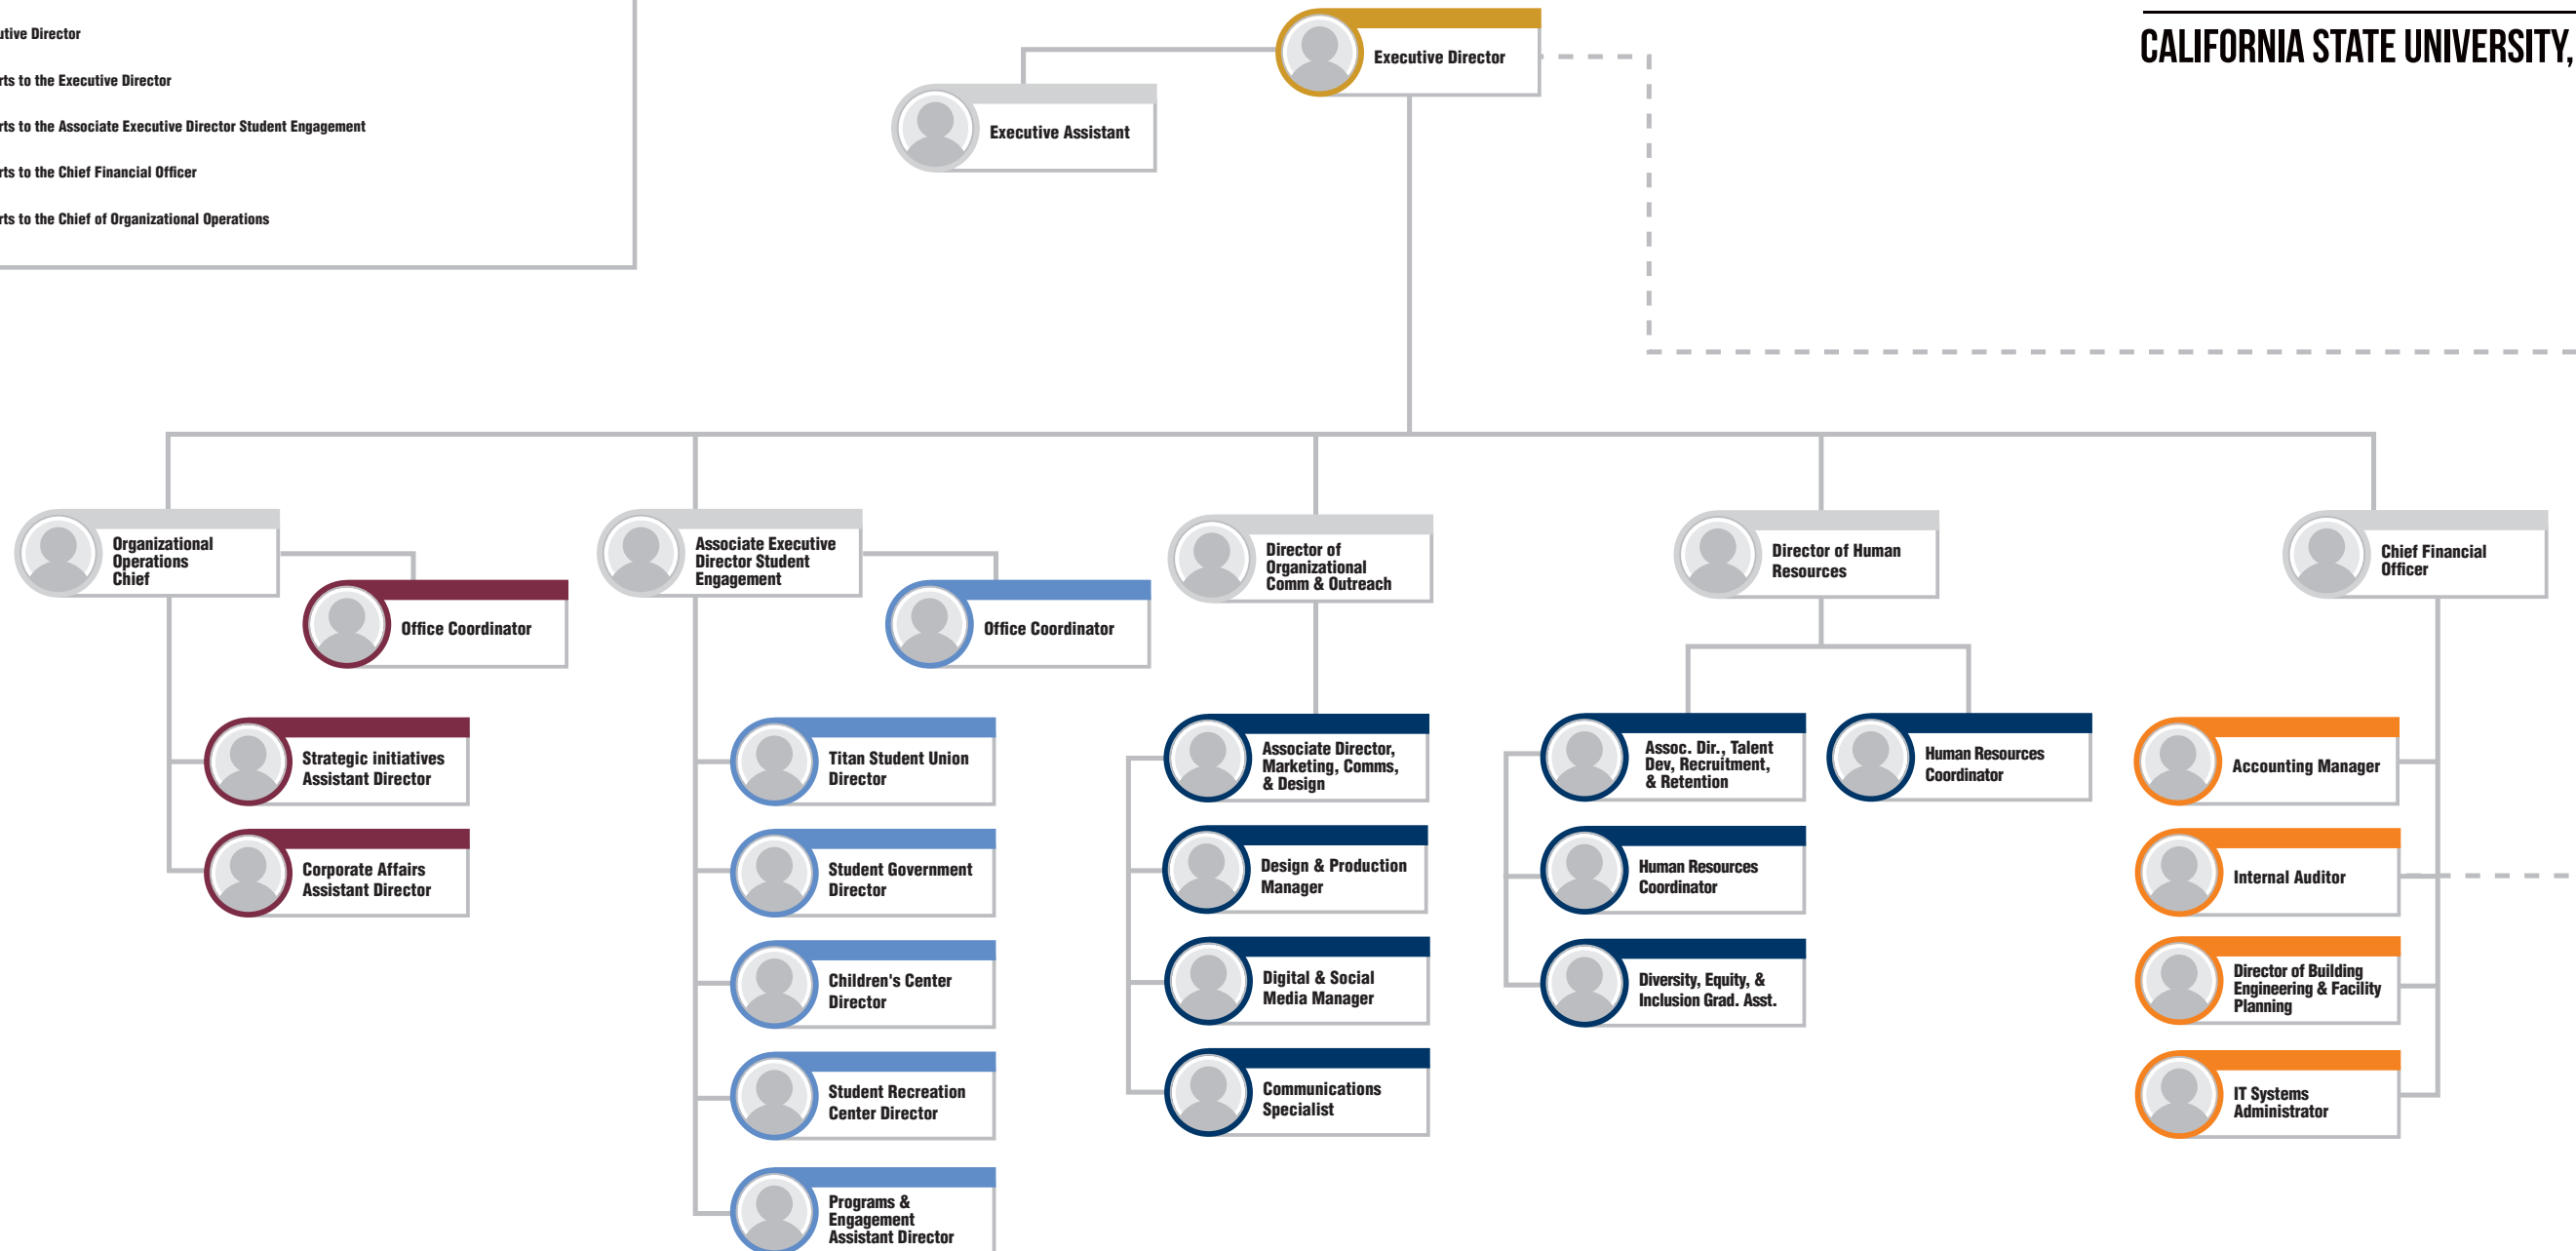 utive Director
rts to the Executive Director
rts to the Associate Executive Director Student Engagement
rts to the Chief Financial Officer
rts to the Chief of Organizational Operations
Executive Director
CALIFORNIA STATE UNIVERSITY,
Executive Assistant
Organizational
Operations
Chief
Office Coordinator
Strategic initiatives
Assistant Director
Corporate Affairs
Assistant Director
Associate Executive
Director Student
Engagement
Office Coordinator
Titan Student Union
Director
Student Government
Director
Children's Center
Director
Student Recreation
Center Director
Programs &
Engagement
Assistant Director
Director of
Organizational
Comm & Outreach
Associate Director,
Marketing, Comms,
& Design
Design & Production
Manager
Digital & Social
Media Manager
Communications
Specialist
Director of Human
Resources
Assoc. Dir., Talent
Dev, Recruitment,
& Retention
Human Resources
Coordinator
Human Resources
Coordinator
Diversity, Equity, &
Inclusion Grad. Asst.
Chief Financial
Officer
Accounting Manager
Internal Auditor
Director of Building
Engineering & Facility
Planning
IT Systems
Administrator